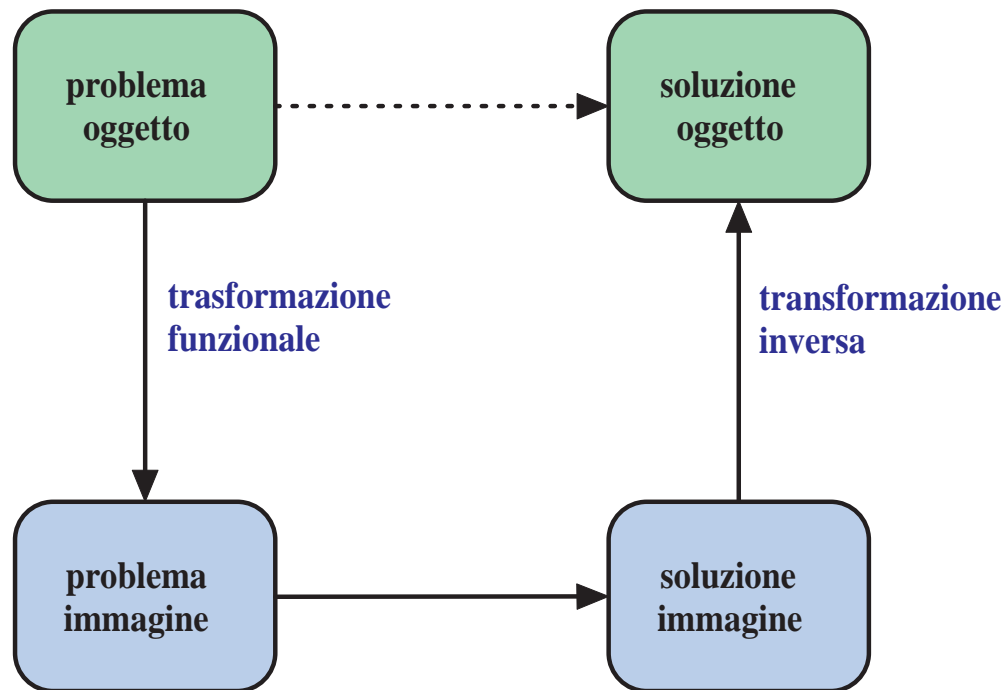 problema
oggetto
soluzione
oggetto
trasformazione
funzionale
transformazione
inversa
problema
immagine
soluzione
immagine